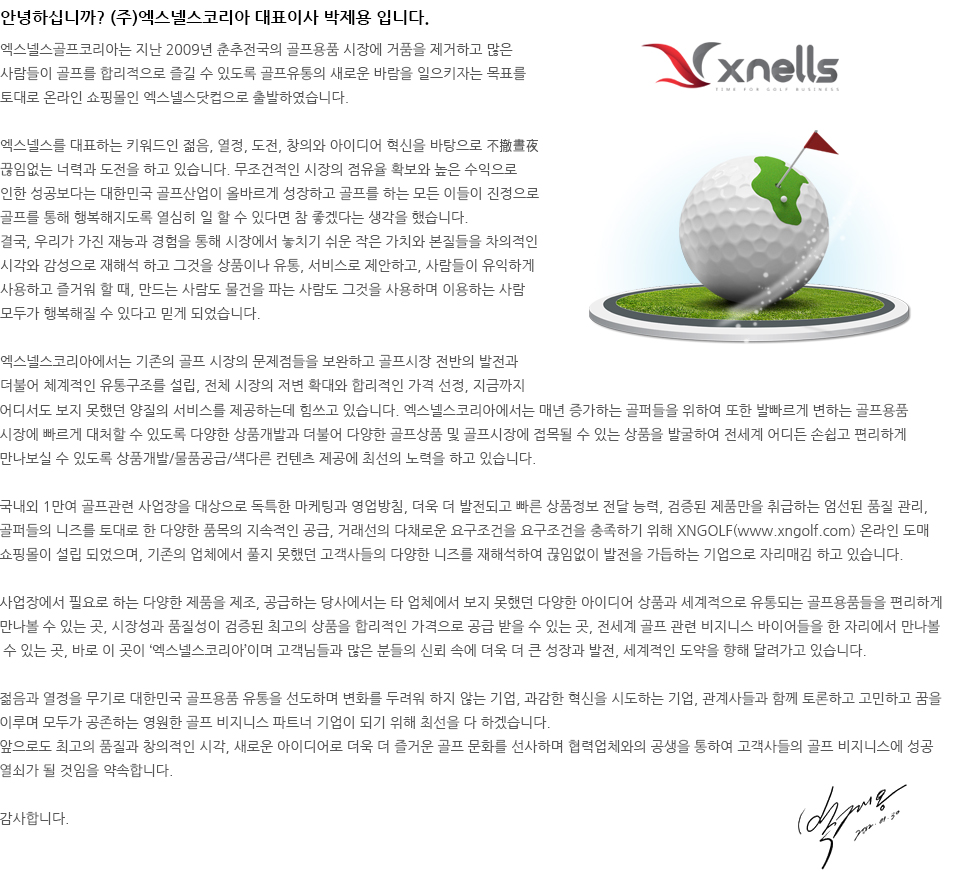 안녕하십니까? (주)엑스넬스코리아 대표이사 박제용 입니다.
엑스넬스골프코리아는 지난 2009년 춘추전국의 골프용품 시장에 거품을 제거하고 많은
사람들이 골프를 합리적으로 즐길 수 있도록 골프유통의 새로운 바람을 일으키자는 목표를
토대로 온라인 쇼핑몰인 엑스넬스닷컴으로 출발하였습니다.
xnells
TIME FOR GOLF BUSINESS
엑스넬스를 대표하는 키워드인 젊음, 열정, 도전, 창의와 아이디어 혁신을 바탕으로 不撤晝夜
끊임없는 너력과 도전을 하고 있습니다. 무조건적인 시장의 점유율 확보와 높은 수익으로
인한 성공보다는 대한민국 골프산업이 올바르게 성장하고 골프를 하는 모든 이들이 진정으로
골프를 통해 행복해지도록 열심히 일 할 수 있다면 참 좋겠다는 생각을 했습니다.
결국, 우리가 가진 재능과 경험을 통해 시장에서 놓치기 쉬운 작은 가치와 본질들을 차의적인
시각와 감성으로 재해석 하고 그것을 상품이나 유통, 서비스로 제안하고, 사람들이 유익하게
사용하고 즐거워 할 때, 만드는 사람도 물건을 파는 사람도 그것을 사용하며 이용하는 사람
모두가 행복해질 수 있다고 믿게 되었습니다.
엑스넬스코리아에서는 기존의 골프 시장의 문제점들을 보완하고 골프시장 전반의 발전과
더불어 체계적인 유통구조를 설립, 전체 시장의 저변 확대와 합리적인 가격 선정, 지금까지
어디서도 보지 못했던 양질의 서비스를 제공하는데 힘쓰고 있습니다. 엑스넬스코리아에서는 매년 증가하는 골퍼들을 위하여 또한 발빠르게 변하는 골프용품
시장에 빠르게 대처할 수 있도록 다양한 상품개발과 더불어 다양한 골프상품 및 골프시장에 접목될 수 있는 상품을 발굴하여 전세계 어디든 손쉽고 편리하게
만나보실 수 있도록 상품개발/물품공급/색다른 컨텐츠 제공에 최선의 노력을 하고 있습니다.
국내외 1만여 골프관련 사업장을 대상으로 독특한 마케팅과 영업방침, 더욱 더 발전되고 빠른 상품정보 전달 능력, 검증된 제품만을 취급하는 엄선된 품질 관리,
골퍼들의 니즈를 토대로 한 다양한 품목의 지속적인 공급, 거래선의 다채로운 요구조건을 요구조건을 충족하기 위해 XNGOLF(www.xngolf.com) 온라인 도매
쇼핑몰이 설립 되었으며, 기존의 업체에서 풀지 못했던 고객사들의 다양한 니즈를 재해석하여 끊임없이 발전을 가듭하는 기업으로 자리매김 하고 있습니다.
사업장에서 필요로 하는 다양한 제품을 제조, 공급하는 당사에서는 타 업체에서 보지 못했던 다양한 아이디어 상품과 세계적으로 유통되는 골프용품들을 편리하게
만나볼 수 있는 곳, 시장성과 품질성이 검증된 최고의 상품을 합리적인 가격으로 공급 받을 수 있는 곳, 전세계 골프 관련 비지니스 바이어들을 한 자리에서 만나볼
수 있는 곳, 바로 이 곳이 ‘엑스넬스코리아’이며 고객님들과 많은 분들의 신뢰 속에 더욱 더 큰 성장과 발전, 세계적인 도약을 향해 달려가고 있습니다.
젊음과 열정을 무기로 대한민국 골프용품 유통을 선도하며 변화를 두려워 하지 않는 기업, 과감한 혁신을 시도하는 기업, 관계사들과 함께 토론하고 고민하고 꿈을
이루며 모두가 공존하는 영원한 골프 비지니스 파트너 기업이 되기 위해 최선을 다 하겠습니다.
앞으로도 최고의 품질과 창의적인 시각, 새로운 아이디어로 더욱 더 즐거운 골프 문화를 선사하며 협력업체와의 공생을 통하여 고객사들의 골프 비지니스에 성공
열쇠가 될 것임을 약속합니다.
감사합니다.